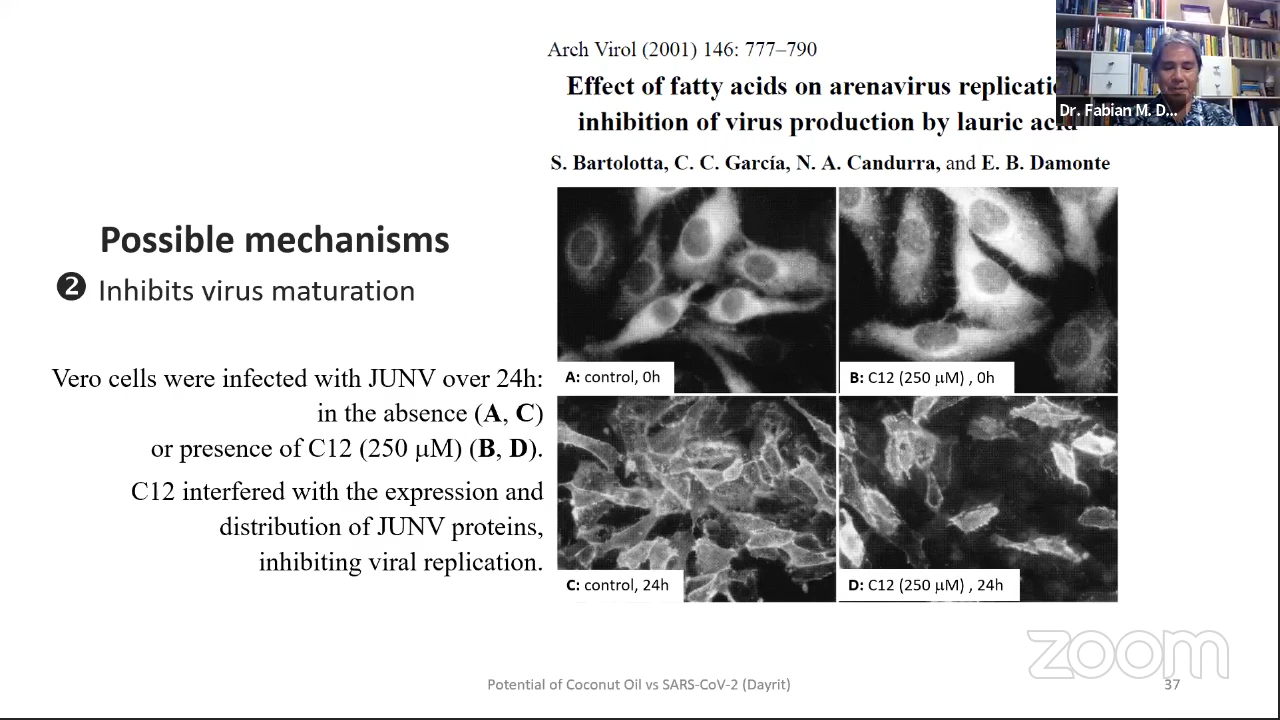 Arch Virol (2001) 146: 777–790
Effect of fatty acids on arenavirus
inhibition of virus production by lauric
S. Bartolotta, C. C. García, N. A. Candurra, and E. B. Damonte
Dr. Fabian M. D...
Possible mechanisms
❷ Inhibits virus maturation
Vero cells were infected with JUNV over 24h:
in the absence (A, C)
or presence of C12 (250 μM) (B, D).
C12 interfered with the expression and
distribution of JUNV proteins,
inhibiting viral replication.
A: control, 0h
B: C12 (250 μM) , 0h
C: control, 24h
D: C12 (250 μM) , 24h
zoom
Potential of Coconut Oil vs SARS-CoV-2 (Dayrit)
37